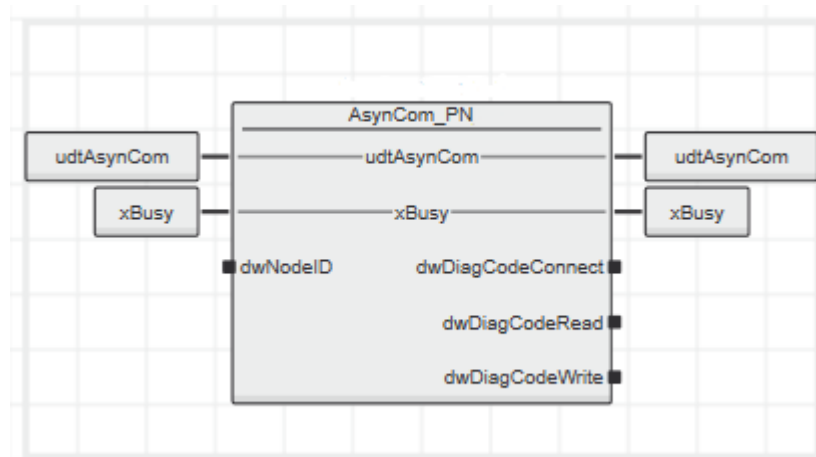 AsynCom_PN
udtAsynCom udtAsynCom udtAsynCom
xBusy xBusy xBusy
dwNodeID dwDiagCodeConnect
dwDiagCodeRead
dwDiagCodeWrite